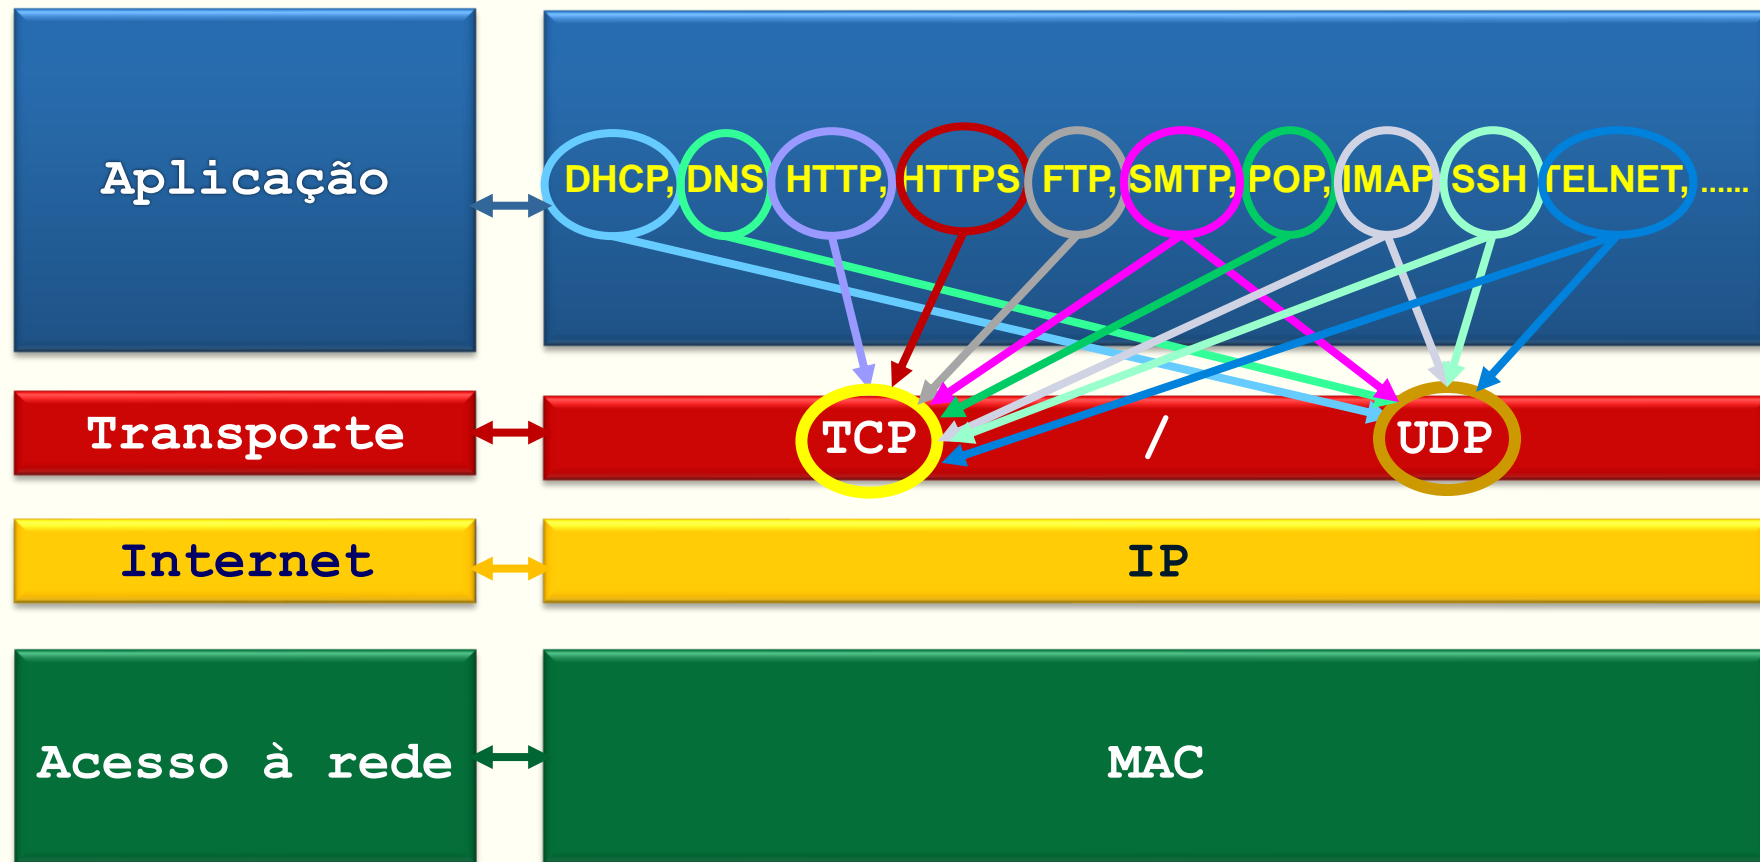 Aplicação
DHCP, DNS HTTP, HTTPS FTP, SMTP, POP, IMAP SSH TELNET, ......
Transporte
TCP / UDP
Internet
IP
Acesso à rede
MAC